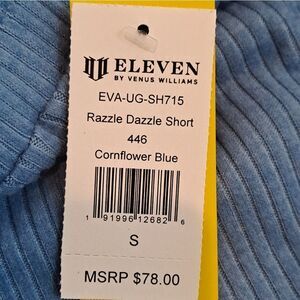 ELEVEN
BY VENUS WILLIAMS
EVA-UG-SH715
Razzle Dazzle Short
446
Cornflower Blue
1 91996 12682 6
S
MSRP $78.00